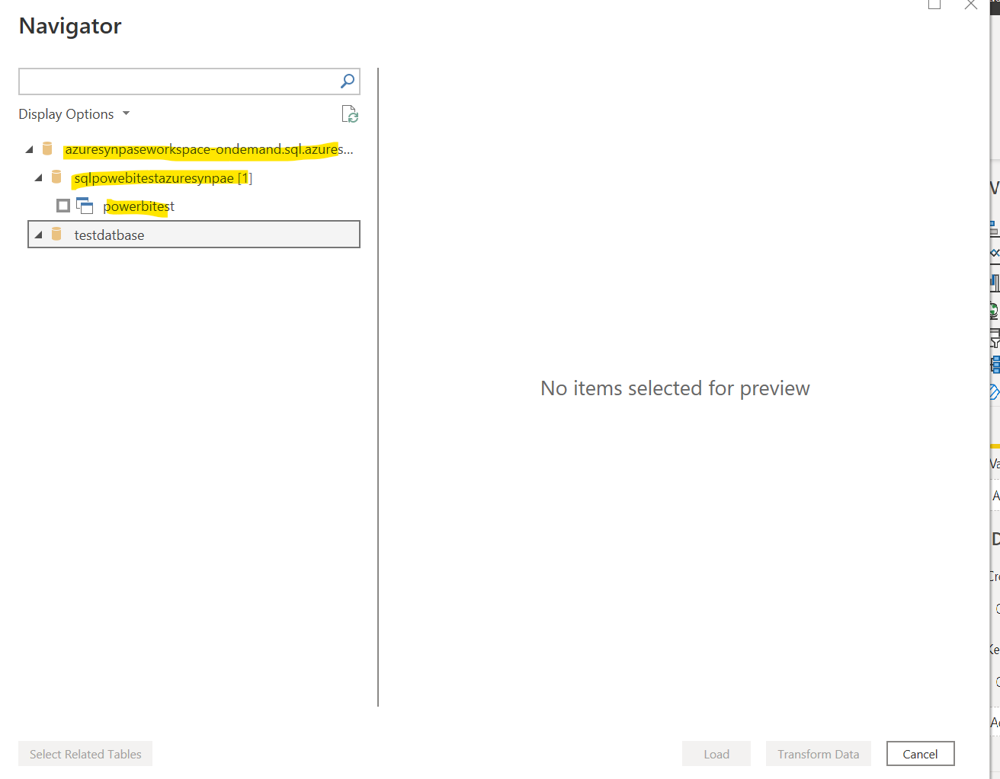 Navigator
Display Options
azuresynpaseworkspace-ondemand.sql.azures...
sqlpowebitestazuresynpae [1]
powerbitest
testdatbase
No items selected for preview
Select Related Tables
Load
Transform Data
Cancel